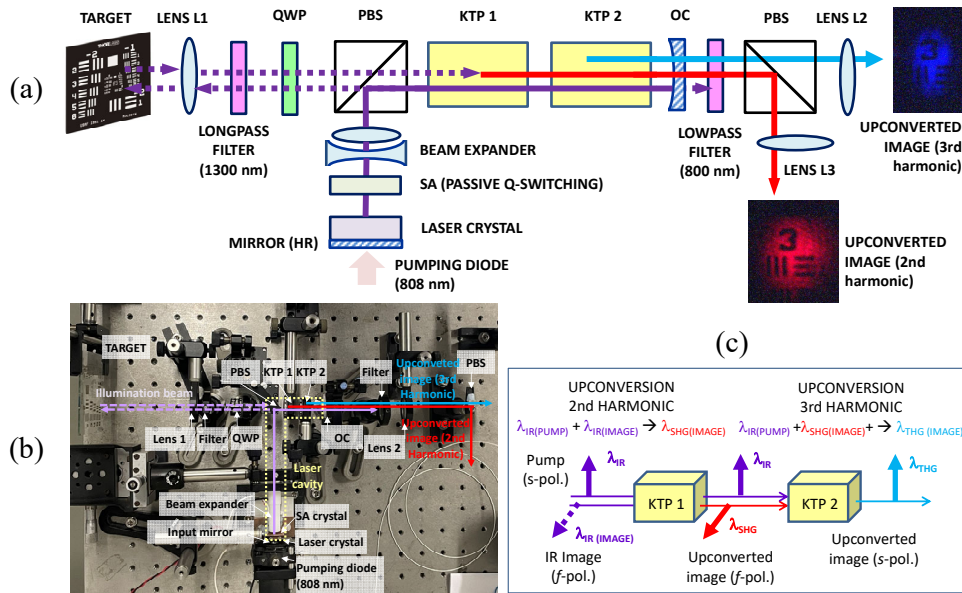 TARGET
LENS L1
QWP
PBS
KTP 1
KTP 2
OC
PBS
LENS L2
(a)
LONGPASS
FILTER
(1300 nm)
BEAM EXPANDER
SA (PASSIVE Q-SWITCHING)
LASER CRYSTAL
MIRROR (HR)
PUMPING DIODE
(808 nm)
LOWPASS
FILTER
(800 nm)
LENS L3
3
UPCONVERTED
IMAGE (3rd
harmonic)
3
UPCONVERTED
IMAGE (2nd
harmonic)
(b)
TARGET
PBS
KTP 1
KTP 2
Filter
Upconveted
image (3rd
Harmonic)
PBS
Illumination beam
Lens 1
Filter
QWP
OC
Lens 2
Upconverted
image (2nd
Harmonic)
Laser
cavity
Beam expander
SA crystal
Input mirror
Laser crystal
Pumping diode
(808 nm)
(c)
UPCONVERSION
2nd HARMONIC
λIR(PUMP) + λIR(IMAGE) → λSHG(IMAGE)
UPCONVERSION
3rd HARMONIC
λIR(PUMP) +λSHG(IMAGE)+ → λTHG (IMAGE)
Pump
(s-pol.)
λIR
λIR
λTHG
KTP 1
KTP 2
λIR (IMAGE)
λSHG
IR Image
(f-pol.)
Upconverted
image (f-pol.)
Upconverted
image (s-pol.)